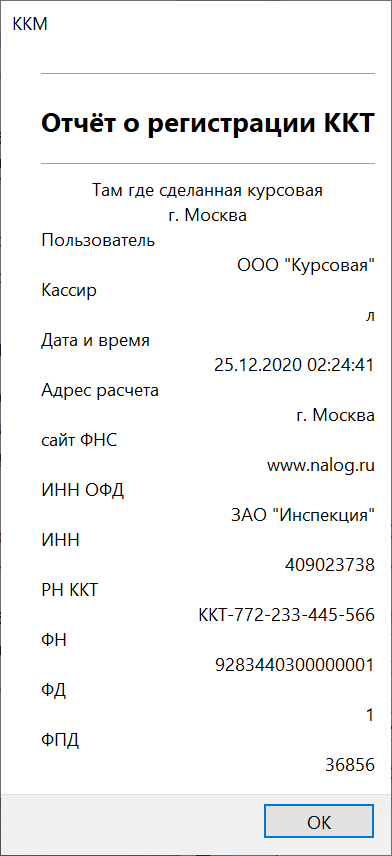 ККМ
Отчёт о регистрации ККТ
Там где сделанная курсовая
г. Москва
Пользователь
ООО "Курсовая"
Кассир
л
Дата и время
25.12.2020 02:24:41
Адрес расчета
г. Москва
сайт ФНС
www.nalog.ru
ИНН ОФД
ЗАО "Инспекция"
ИНН
409023738
РН ККТ
ККТ-772-233-445-566
ФН
9283440300000001
ФД
1
ФПД
36856
ОК